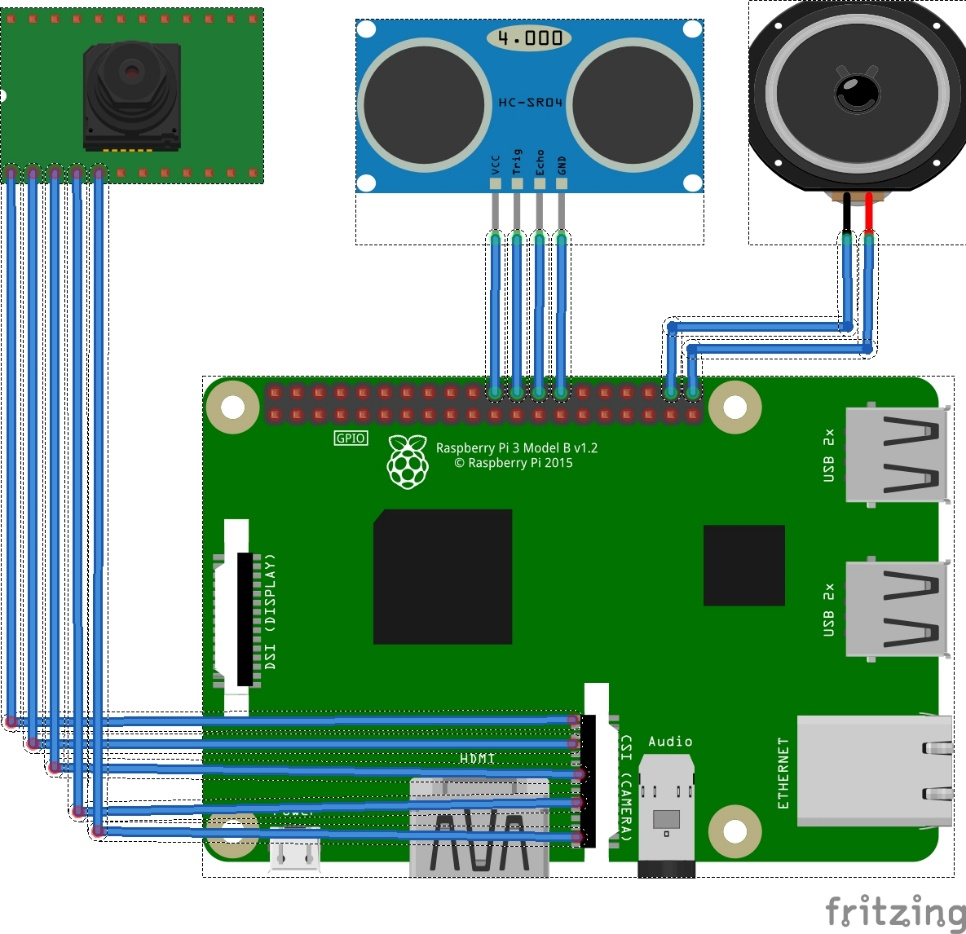 4.000
HC-SR04
VCC
Trig
Echo
GND
GPIO
Raspberry Pi 3 Model B v1.2
© Raspberry Pi 2015
USB 2x
DSI (DISPLAY)
USB 2x
CSI (CAMERA)
Audio
ETHERNET
HDMI
fritzing